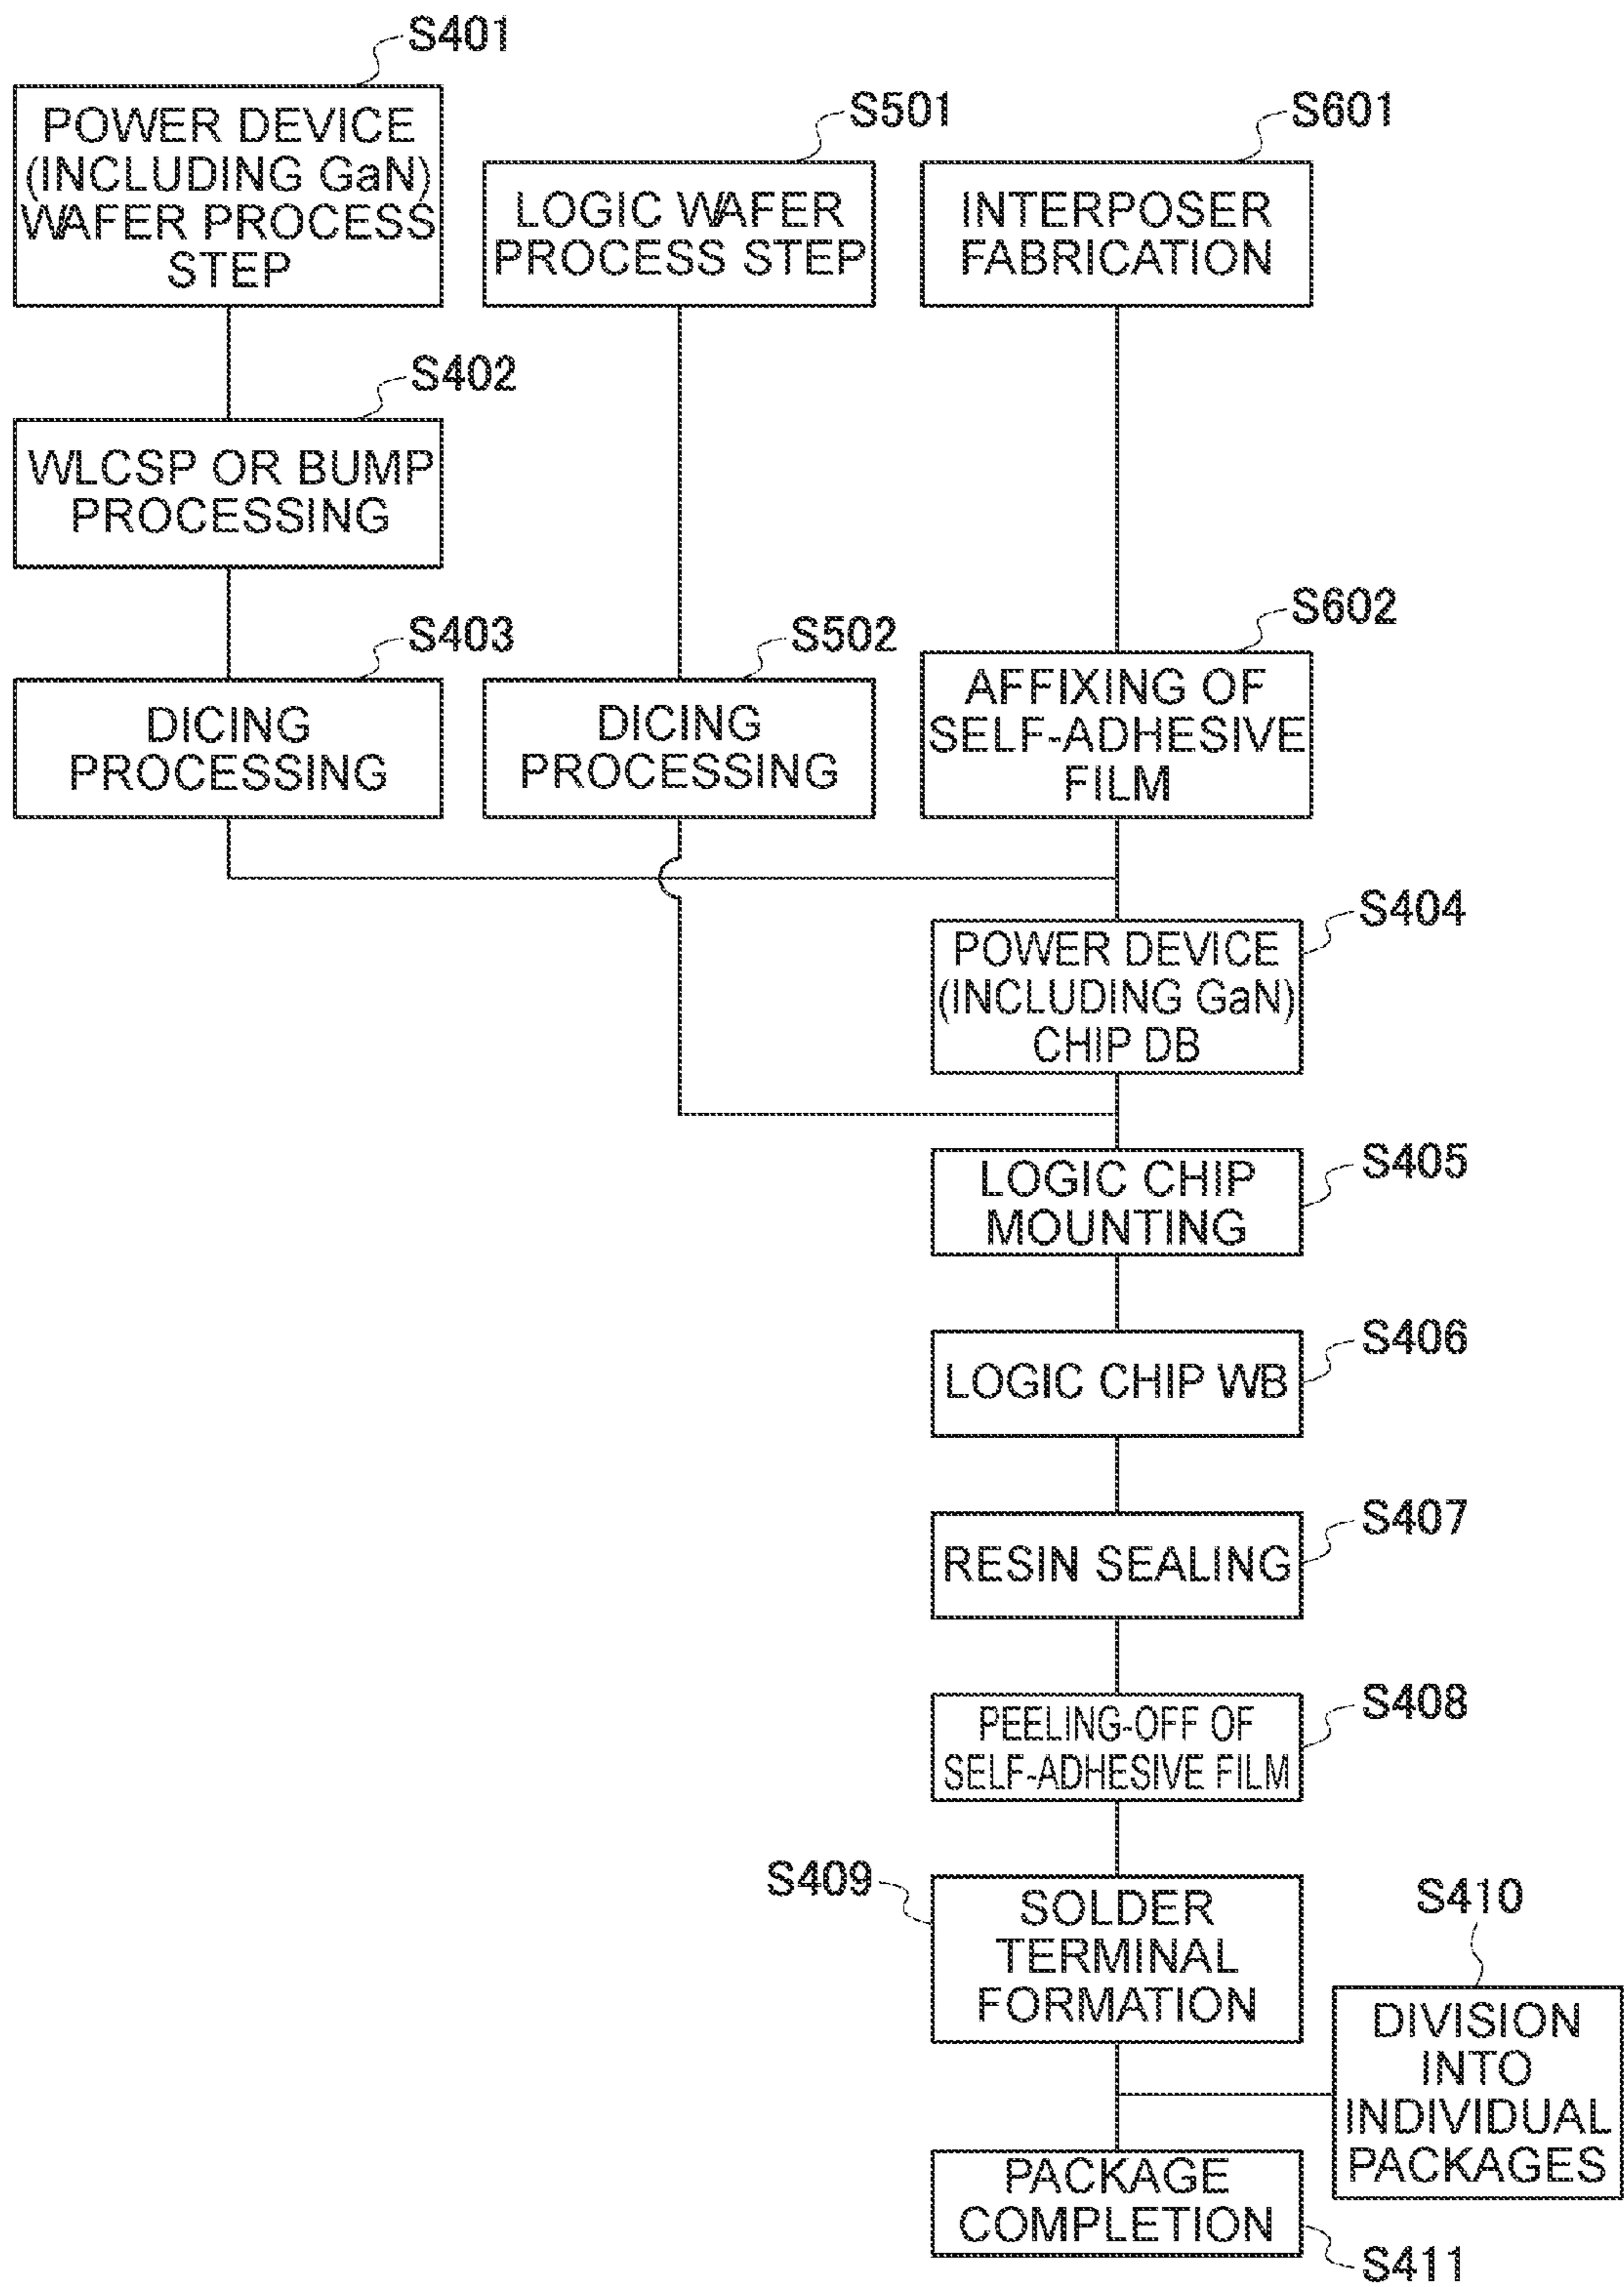 S401
POWER DEVICE
(INCLUDING GaN)
WAFER PROCESS
STEP
S501
LOGIC WAFER
PROCESS STEP
S601
INTERPOSER
FABRICATION
S402
WLCSP OR BUMP
PROCESSING
S403
DICING
PROCESSING
S502
DICING
PROCESSING
S602
AFFIXING OF
SELF-ADHESIVE
FILM
S404
POWER DEVICE
(INCLUDING GaN)
CHIP DB
S405
LOGIC CHIP
MOUNTING
S406
LOGIC CHIP WB
S407
RESIN SEALING
S408
PEELING-OFF OF
SELF-ADHESIVE FILM
S409
SOLDER
TERMINAL
FORMATION
S410
DIVISION
INTO
INDIVIDUAL
PACKAGES
PACKAGE
COMPLETION
S411